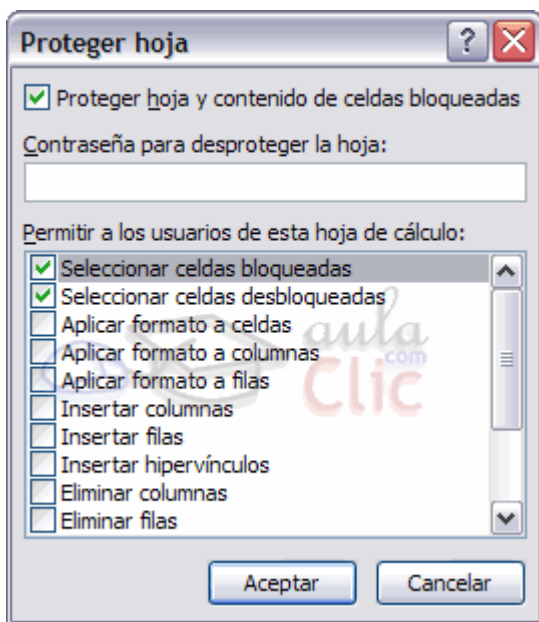 Proteger hoja
Proteger hoja y contenido de celdas bloqueadas
Contraseña para desproteger la hoja:
Permitir a los usuarios de esta hoja de cálculo:
Seleccionar celdas bloqueadas
Seleccionar celdas desbloqueadas
Aplicar formato a celdas
Aplicar formato a columnas
Aplicar formato a filas
Insertar columnas
Insertar filas
Insertar hipervínculos
Eliminar columnas
Eliminar filas
aula
.com
Clic
Aceptar
Cancelar